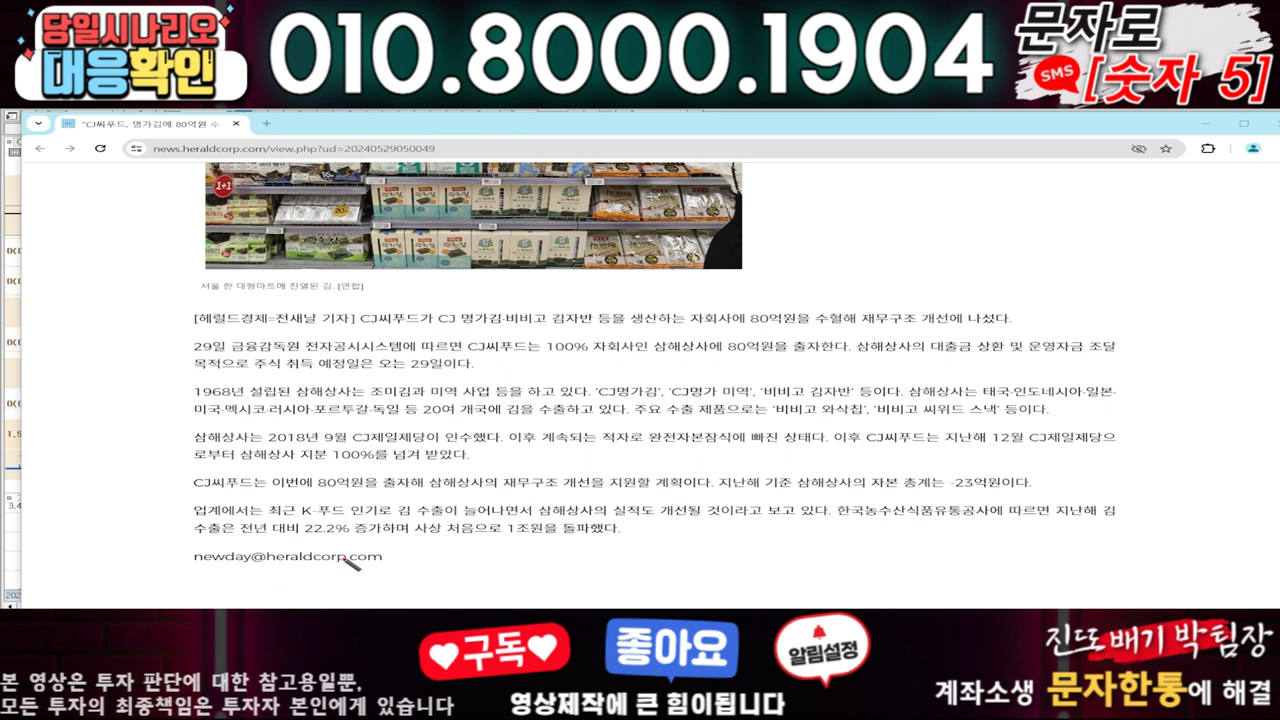 당일시나리오
대응확인
010.8000.1904
문자로
SMS
[숫자 5]
"CJ씨푸드, 명가김에 80억원 수
news.heraldcorp.com/view.php?ud=20240529050049
1+1
서울 한 대형마트에 진열된 김. [연합]
[헤럴드경제=전새날 기자] CJ씨푸드가 CJ 명가김·비비고 김자반 등을 생산하는 자회사에 80억원을 수혈해 재무구조 개선에 나섰다.
29일 금융감독원 전자공시시스템에 따르면 CJ씨푸드는 100% 자회사인 삼해상사에 80억원을 출자한다. 삼해상사의 대출금 상환 및 운영자금 조달
목적으로 주식 취득 예정일은 오는 29일이다.
1968년 설립된 삼해상사는 조미김과 미역 사업 등을 하고 있다. ‘CJ명가김’, ‘CJ명가 미역’, ‘비비고 김자반’ 등이다. 삼해상사는 태국·인도네시아·일본·
미국·멕시코·러시아·포르투갈·독일 등 20여 개국에 김을 수출하고 있다. 주요 수출 제품으로는 ‘비비고 와삭칩’, ‘비비고 씨위드 스낵’ 등이다.
삼해상사는 2018년 9월 CJ제일제당이 인수했다. 이후 계속되는 적자로 완전자본잠식에 빠진 상태다. 이후 CJ씨푸드는 지난해 12월 CJ제일제당으
로부터 삼해상사 지분 100%를 넘겨 받았다.
CJ씨푸드는 이번에 80억원을 출자해 삼해상사의 재무구조 개선을 지원할 계획이다. 지난해 기준 삼해상사의 자본 총계는 -23억원이다.
업계에서는 최근 K-푸드 인기로 김 수출이 늘어나면서 삼해상사의 실적도 개선될 것이라고 보고 있다. 한국농수산식품유통공사에 따르면 지난해 김
수출은 전년 대비 22.2% 증가하며 사상 처음으로 1조원을 돌파했다.
newday@heraldcorp.com
구독
좋아요
알림설정
영상제작에 큰 힘이됩니다
본 영상은 투자 판단에 대한 참고용일뿐,
모든 투자의 최종책임은 투자자 본인에게 있습니다
진또배기 박팀장
계좌소생 문자한통에 해결